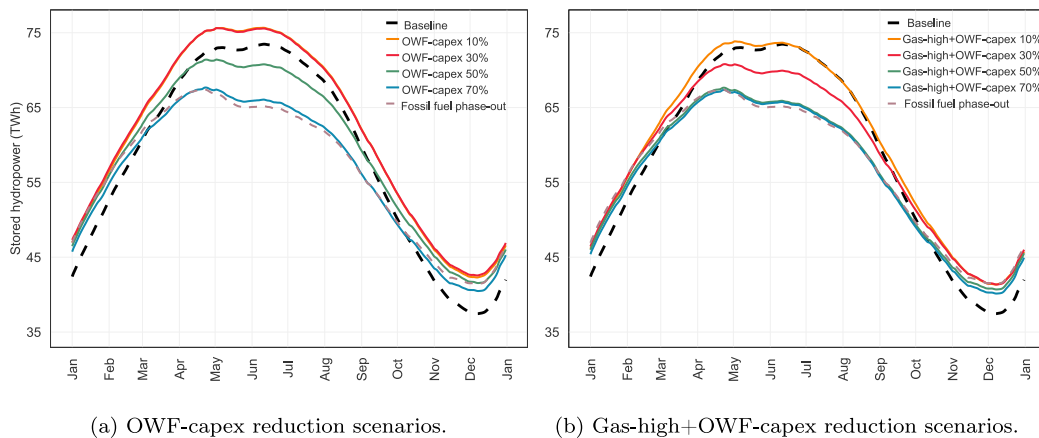 Stored hydropower (TWh)
75
65
55
45
35
Baseline
OWF-capex 10%
OWF-capex 30%
OWF-capex 50%
OWF-capex 70%
Fossil fuel phase-out
Jan
Feb
Mar
Apr
May
Jun
Jul
Aug
Sep
Oct
Nov
Dec
Jan
(a) OWF-capex reduction scenarios.
75
65
55
45
35
Baseline
Gas-high+OWF-capex 10%
Gas-high+OWF-capex 30%
Gas-high+OWF-capex 50%
Gas-high+OWF-capex 70%
Fossil fuel phase-out
Jan
Feb
Mar
Apr
May
Jun
Jul
Aug
Sep
Oct
Nov
Dec
Jan
(b) Gas-high+OWF-capex reduction scenarios.